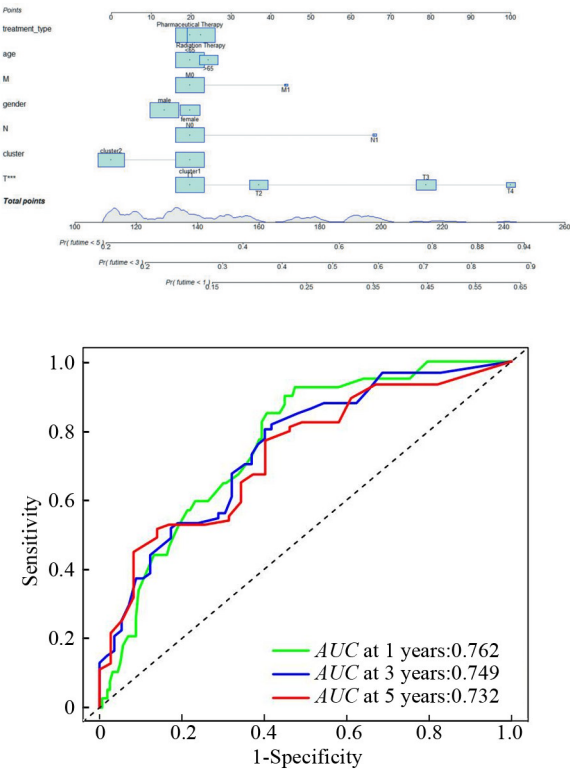 Points
0 10 20 30 40 50 60 70 80 90 100
treatment_type
Pharmaceutical Therapy
Radiation Therapy
age
<65
>65
M
M0
M1
gender
male
female
N
N0
N1
cluster
cluster2
cluster1
T***
T1
T2
T3
T4
Total points
100 120 140 160 180 200 220 240 260
Pr( futime < 5 )
0.2 0.4 0.6 0.8 0.88 0.94
Pr( futime < 3 )
0.2 0.3 0.4 0.5 0.6 0.7 0.8 0.9
Pr( futime < 1 )
0.15 0.25 0.35 0.45 0.55 0.65
1.0
0.8
0.6
0.4
0.2
0
Sensitivity
AUC at 1 years:0.762
AUC at 3 years:0.749
AUC at 5 years:0.732
0 0.2 0.4 0.6 0.8 1.0
1-Specificity